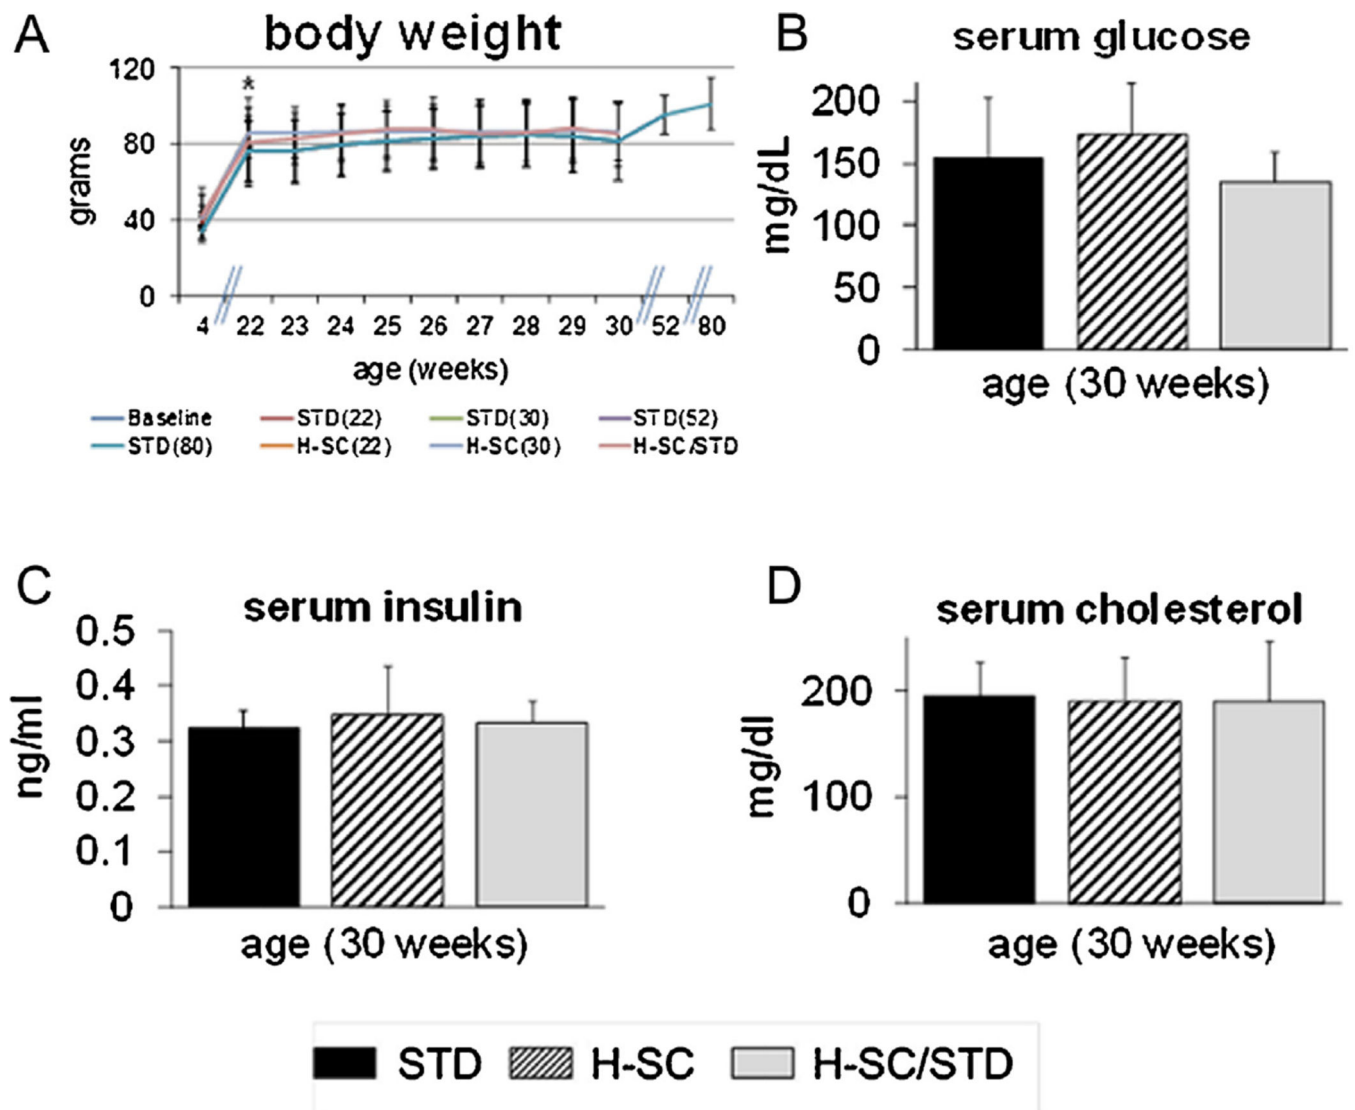 A
body weight
120
80
40
0
grams
*
4 22 23 24 25 26 27 28 29 30 52 80
age (weeks)
Baseline STD(22) STD(30) STD(52)
STD(80) H-SC(22) H-SC(30) H-SC/STD
B
serum glucose
200
150
100
50
0
mg/dL
age (30 weeks)
C
serum insulin
0.5
0.4
0.3
0.2
0.1
0
ng/ml
age (30 weeks)
D
serum cholesterol
200
100
0
mg/dl
age (30 weeks)
STD H-SC H-SC/STD